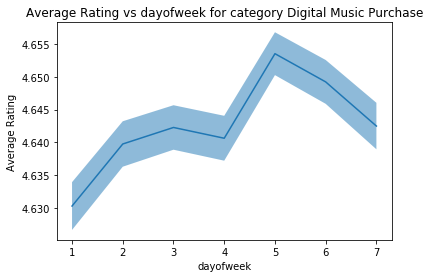 Average Rating vs dayofweek for category Digital Music Purchase
4.655
4.650
4.645
4.640
4.635
4.630
Average Rating
1 2 3 4 5 6 7
dayofweek